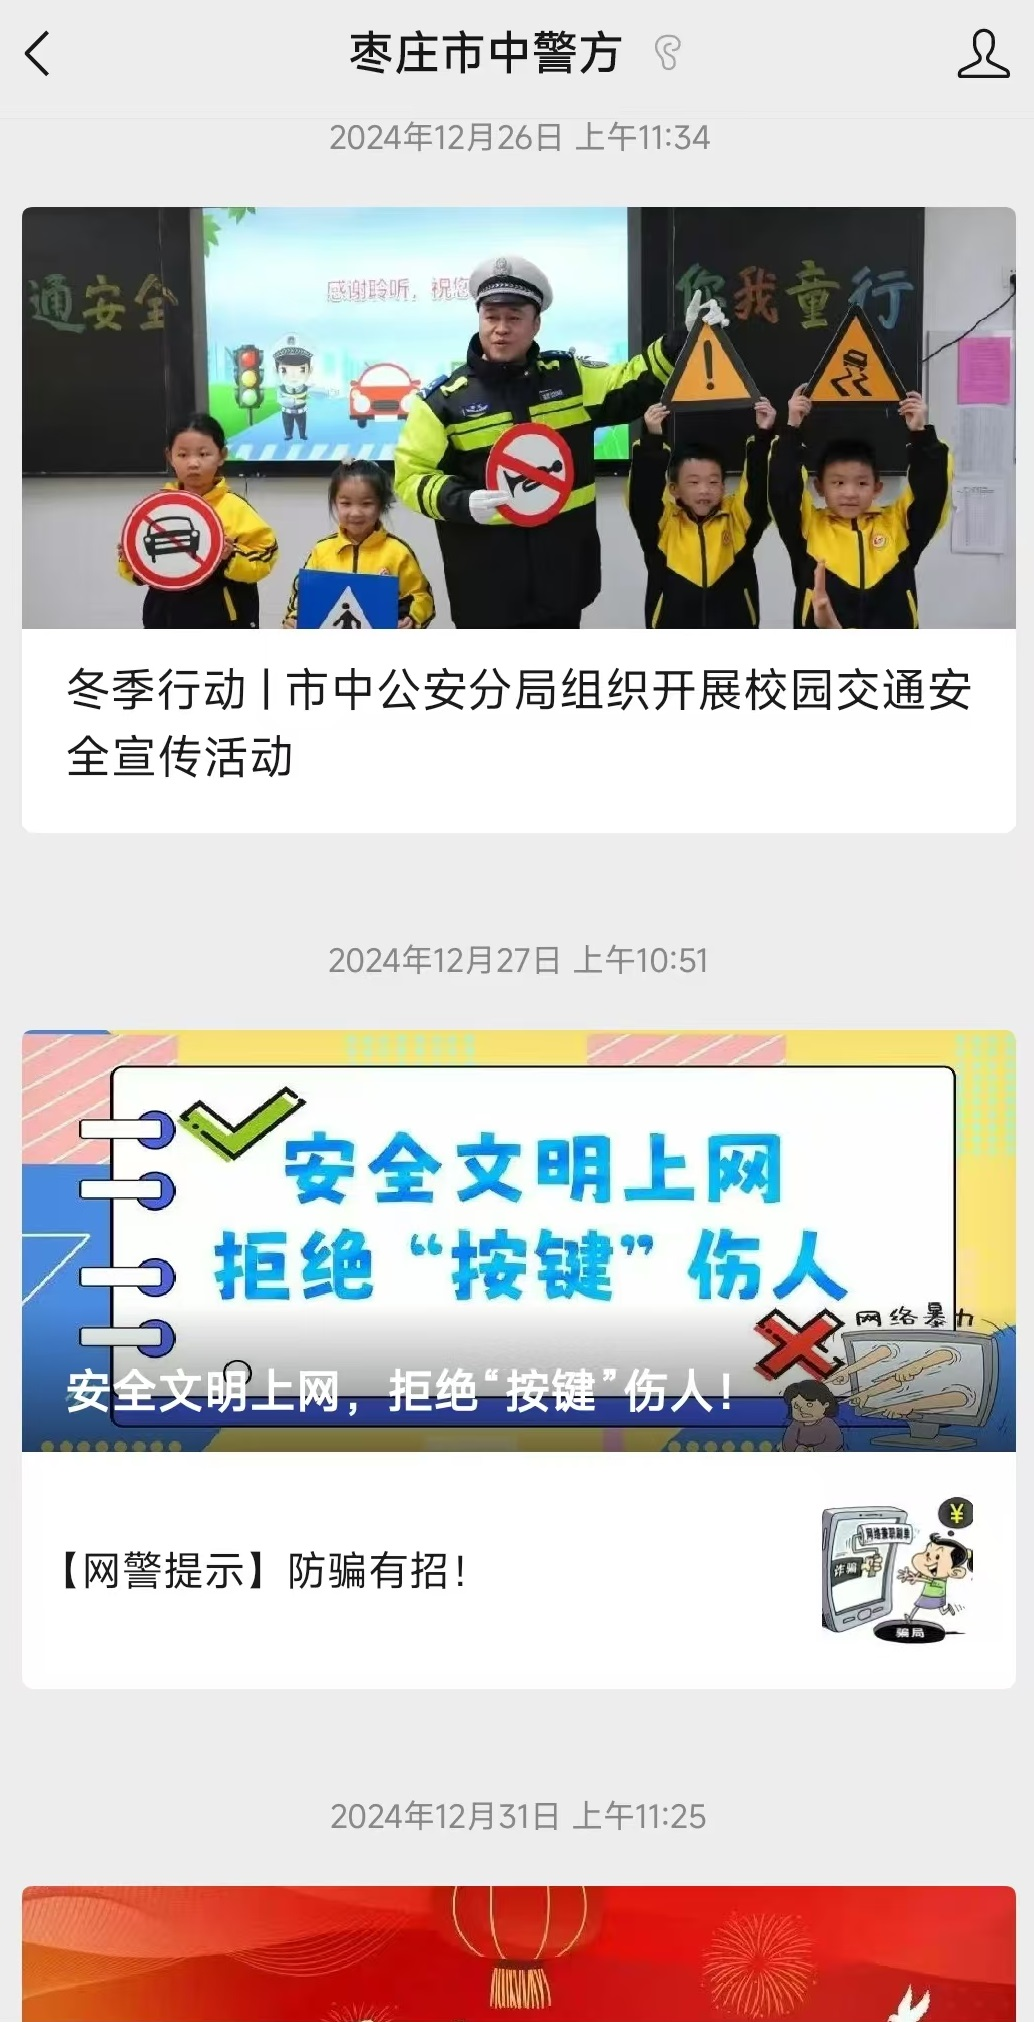 枣庄市中警方
2024年12月26日 上午11:34
通安全
感谢聆听，祝您
你我童行
冬季行动 | 市中公安分局组织开展校园交通安
全宣传活动
2024年12月27日 上午10:51
安全文明上网
拒绝“按键”伤人
网络暴力
安全文明上网，拒绝“按键”伤人！
【网警提示】防骗有招！
¥
网络兼职刷单
诈骗
骗局
2024年12月31日 上午11:25